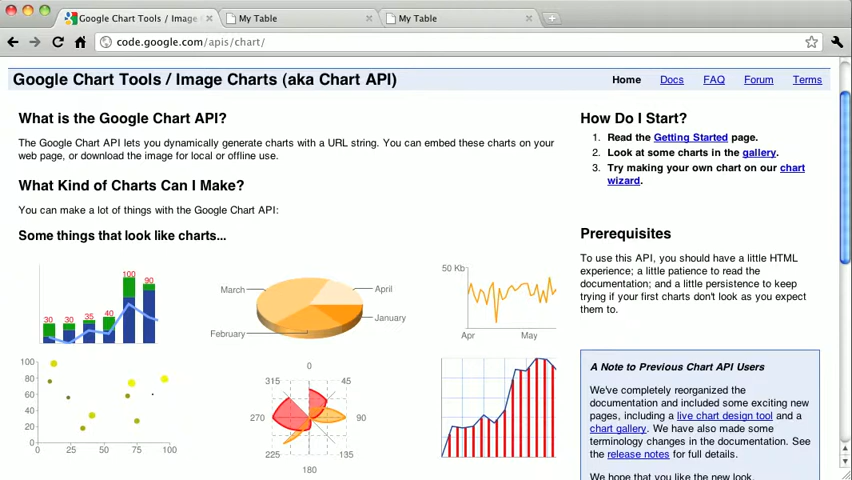 Google Chart Tools / Image
My Table
My Table
code.google.com/apis/chart/
Google Chart Tools / Image Charts (aka Chart API)
Home Docs FAQ Forum Terms
What is the Google Chart API?
The Google Chart API lets you dynamically generate charts with a URL string. You can embed these charts on your
web page, or download the image for local or offline use.
What Kind of Charts Can I Make?
You can make a lot of things with the Google Chart API:
Some things that look like charts...
30 30 35 40 100 90
March
April
January
February
50 Kb
Apr May
100
80
60
40
20
0
0 25 50 75 100
0
45
90
135
180
225
270
315
How Do I Start?
1. Read the Getting Started page.
2. Look at some charts in the gallery.
3. Try making your own chart on our chart
wizard.
Prerequisites
To use this API, you should have a little HTML
experience; a little patience to read the
documentation; and a little persistence to keep
trying if your first charts don't look as you expect
them to.
A Note to Previous Chart API Users
We've completely reorganized the
documentation and included some exciting new
pages, including a live chart design tool and a
chart gallery. We have also made some
terminology changes in the documentation. See
the release notes for full details.
We hope that you like the new look.